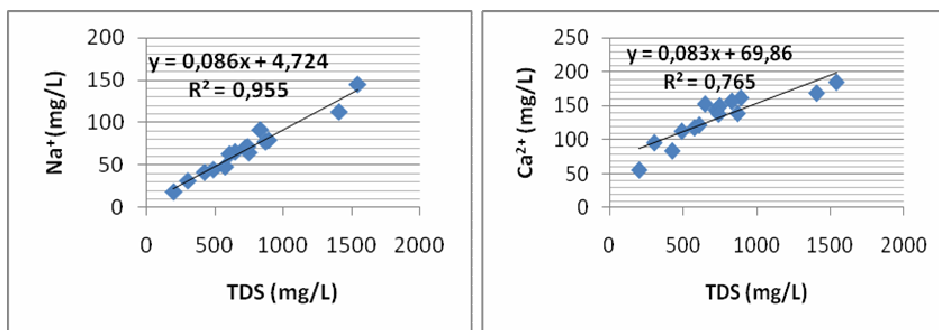 200
150
100
50
0
y = 0,086x + 4,724
R² = 0,955
Na⁺(mg/L)
0 500 1000 1500 2000
TDS (mg/L)
250
200
150
100
50
0
y = 0,083x + 69,86
R² = 0,765
Ca²⁺ (mg/L)
0 500 1000 1500 2000
TDS (mg/L)